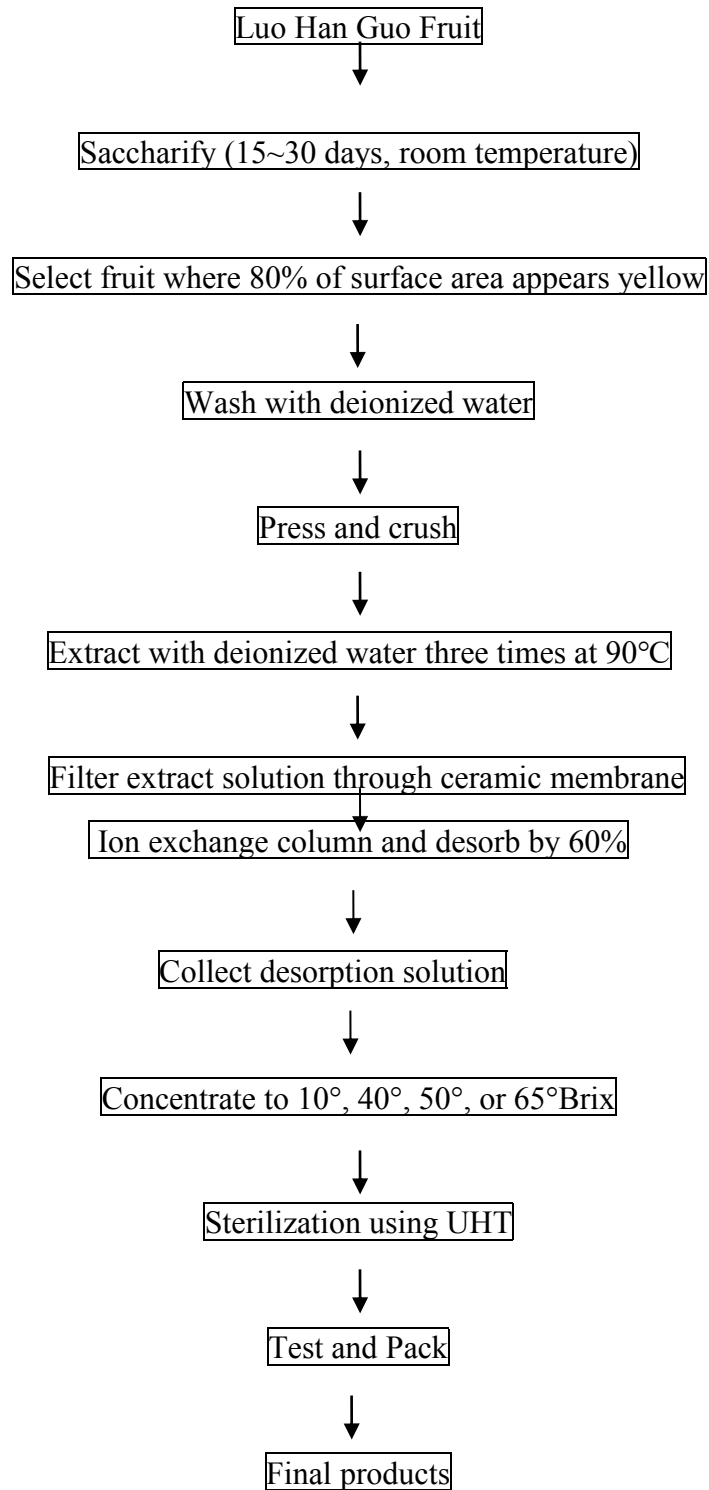 Luo Han Guo Fruit
Saccharify (15~30 days, room temperature)
Select fruit where 80% of surface area appears yellow
Wash with deionized water
Press and crush
Extract with deionized water three times at 90℃
Filter extract solution through ceramic membrane
Ion exchange column and desorb by 60%
Collect desorption solution
Concentrate to 10°, 40°, 50°, or 65°Brix
Sterilization using UHT
Test and Pack
Final products